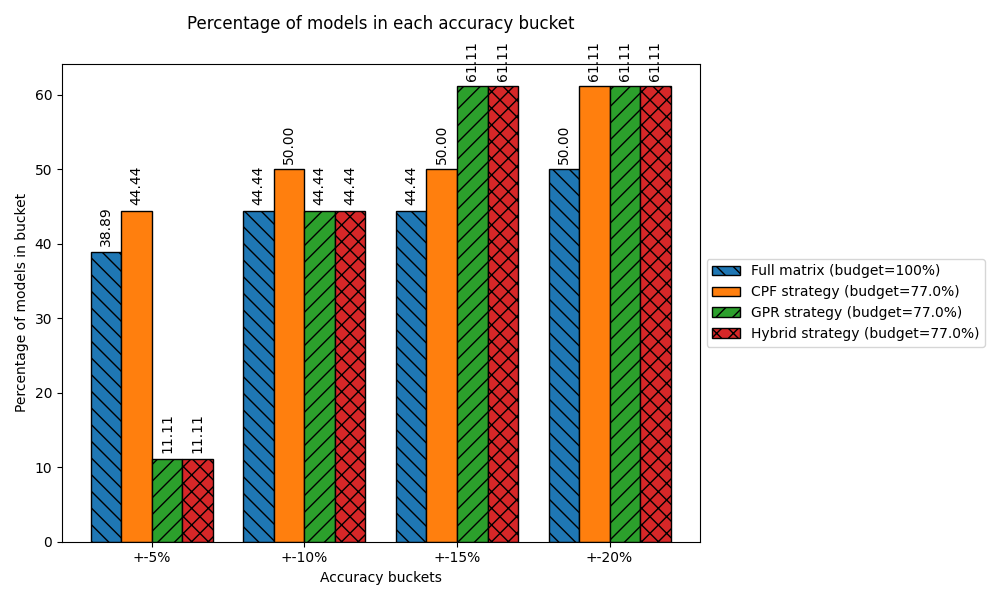 Percentage of models in each accuracy bucket
61.11 61.11 61.11 61.11 61.11
60
50.00 50.00 50.00
50
44.44 44.44 44.44 44.44 44.44
38.89
40
30
20
11.11 11.11
10
0
Percentage of models in bucket
+-5% +-10% +-15% +-20%
Accuracy buckets
Full matrix (budget=100%)
CPF strategy (budget=77.0%)
GPR strategy (budget=77.0%)
Hybrid strategy (budget=77.0%)